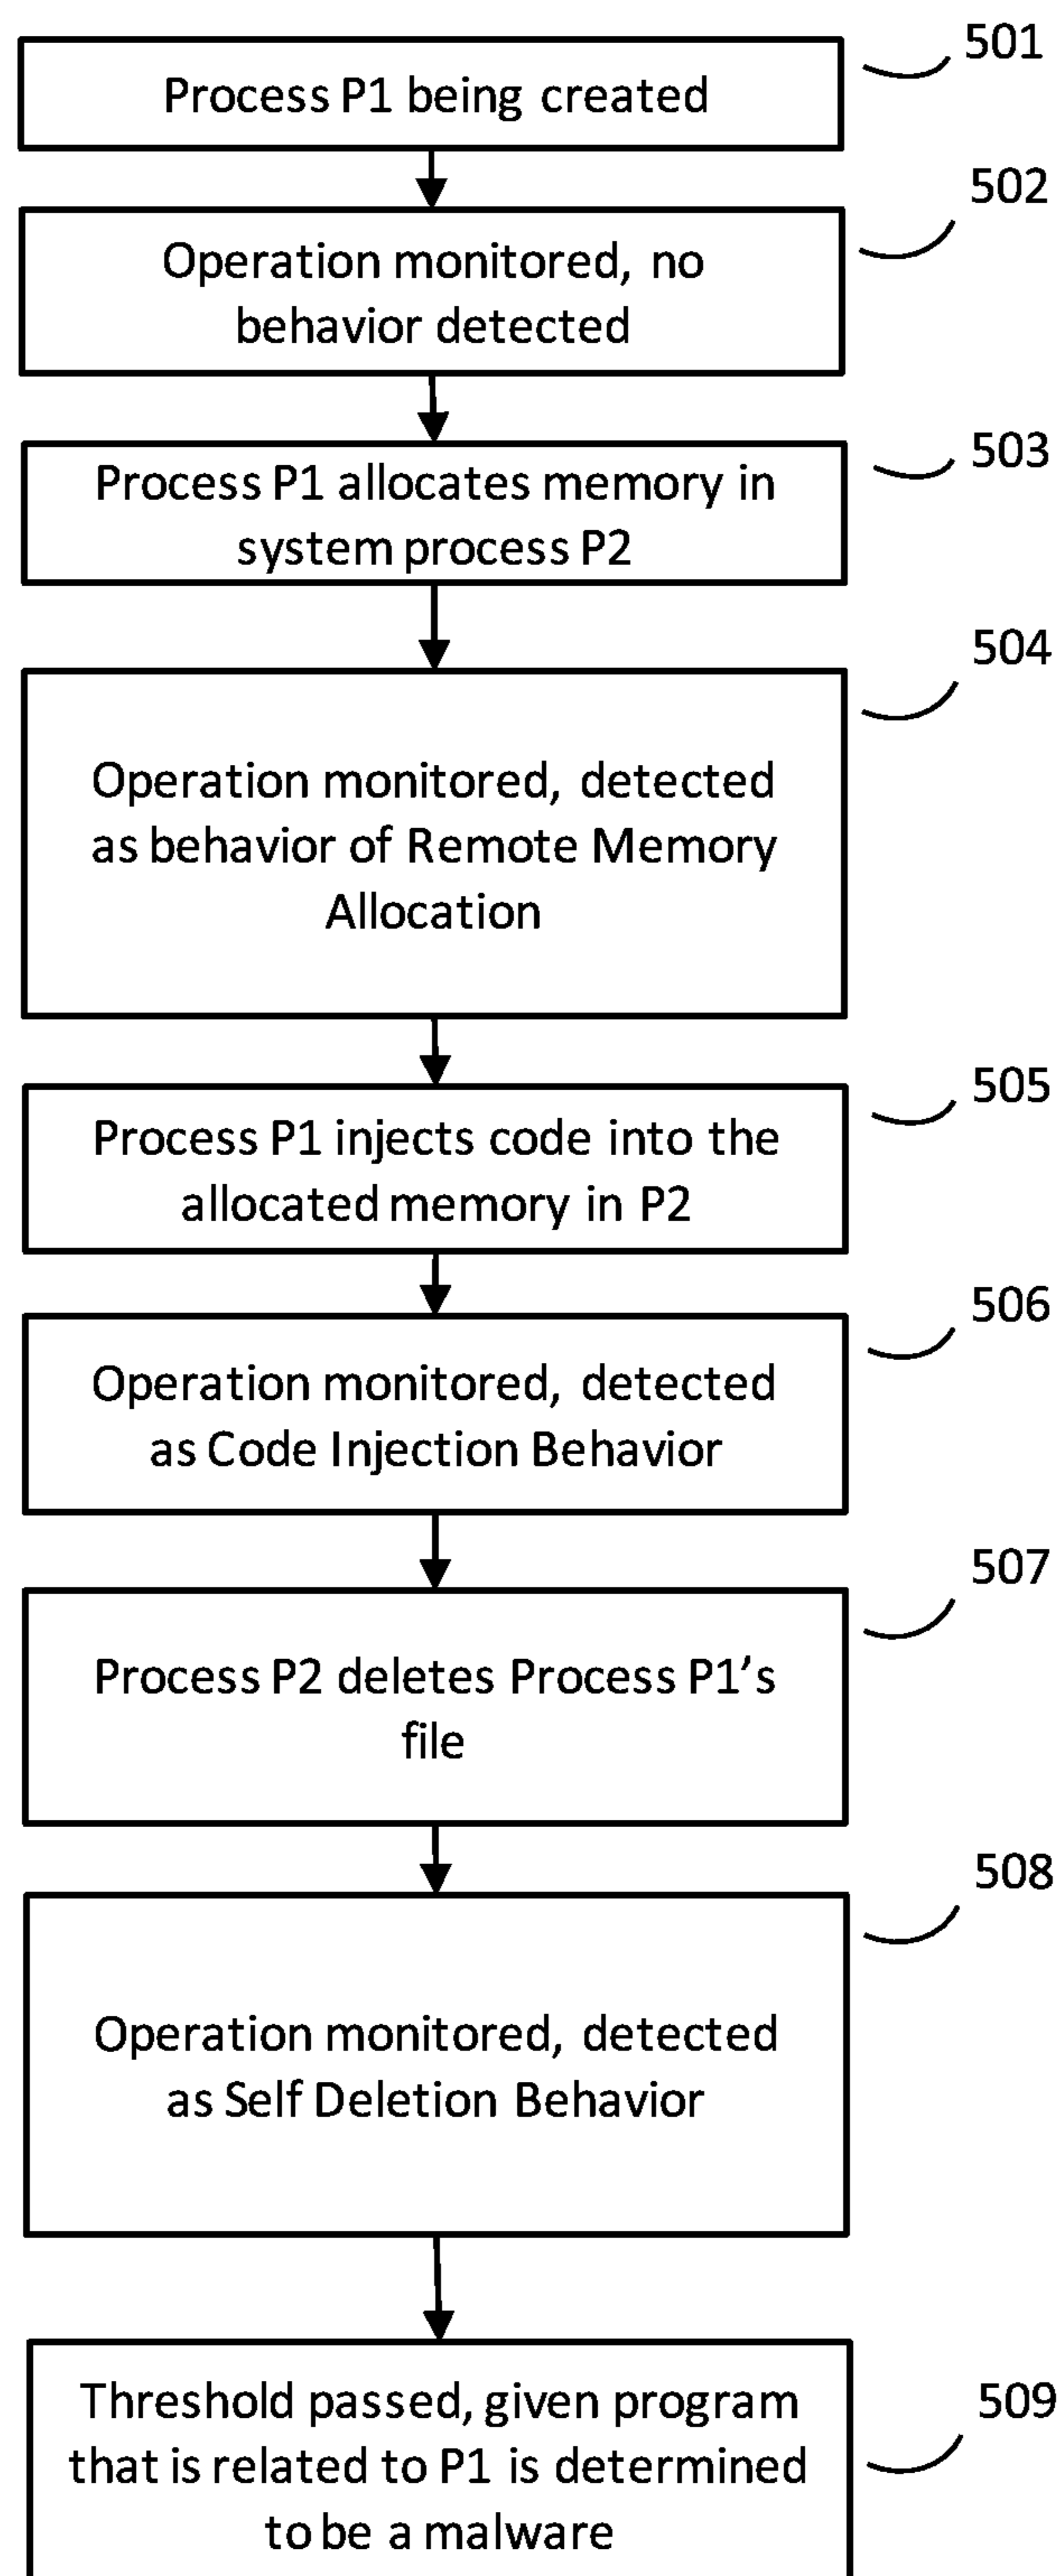 501
Process P1 being created
502
Operation monitored, no
behavior detected
503
Process P1 allocates memory in
system process P2
504
Operation monitored, detected
as behavior of Remote Memory
Allocation
505
Process P1 injects code into the
allocated memory in P2
506
Operation monitored, detected
as Code Injection Behavior
507
Process P2 deletes Process P1’s
file
508
Operation monitored, detected
as Self Deletion Behavior
509
Threshold passed, given program
that is related to P1 is determined
to be a malware